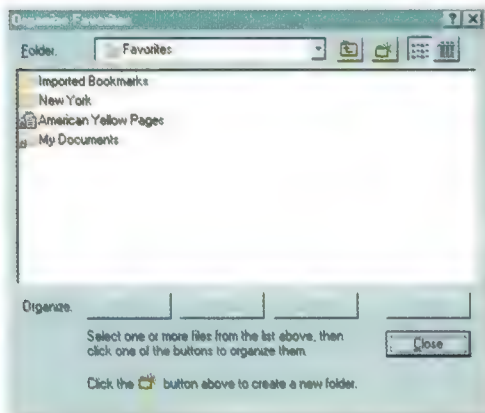 Organize Favorites
Folder: Favorites
Imported Bookmarks
New York
American Yellow Pages
My Documents
Organize:
Select one or more files from the list above, then
click one of the buttons to organize them.
Close
Click the button above to create a new folder.